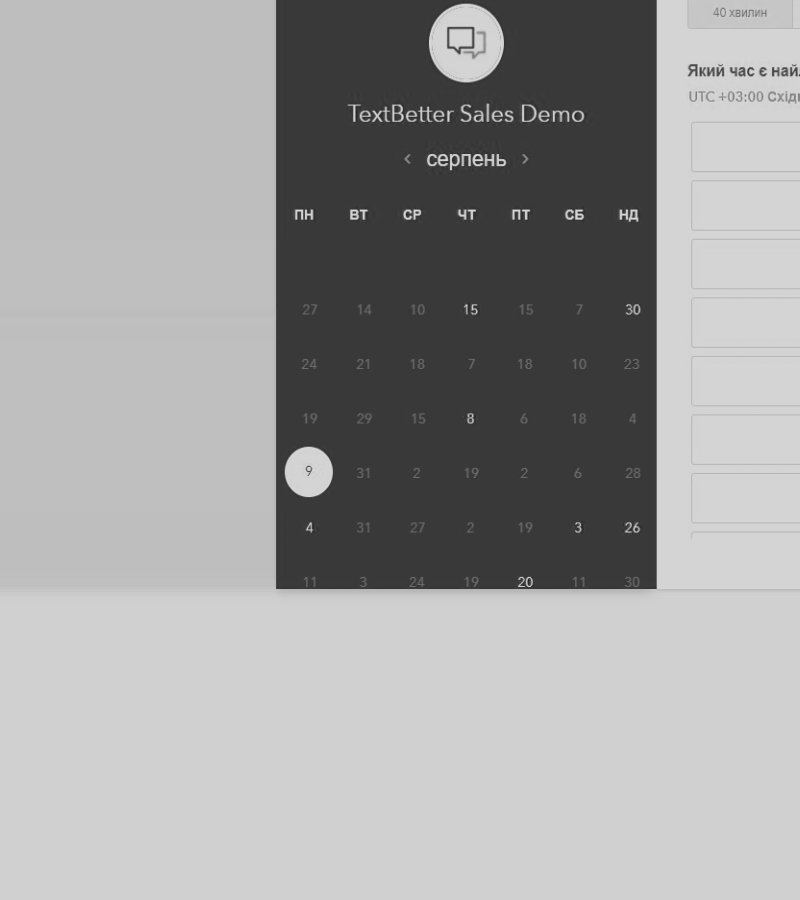 40 хвилин
TextBetter Sales Demo
серпень
ПН ВТ СР ЧТ ПТ СБ НД
Який час є най
UTC +03:00 Східн
27 14 10 15 15 7 30
24 21 18 7 18 10 23
19 29 15 8 6 18 4
9 31 2 19 2 6 28
4 31 27 2 19 3 26
11 3 24 19 20 11 30